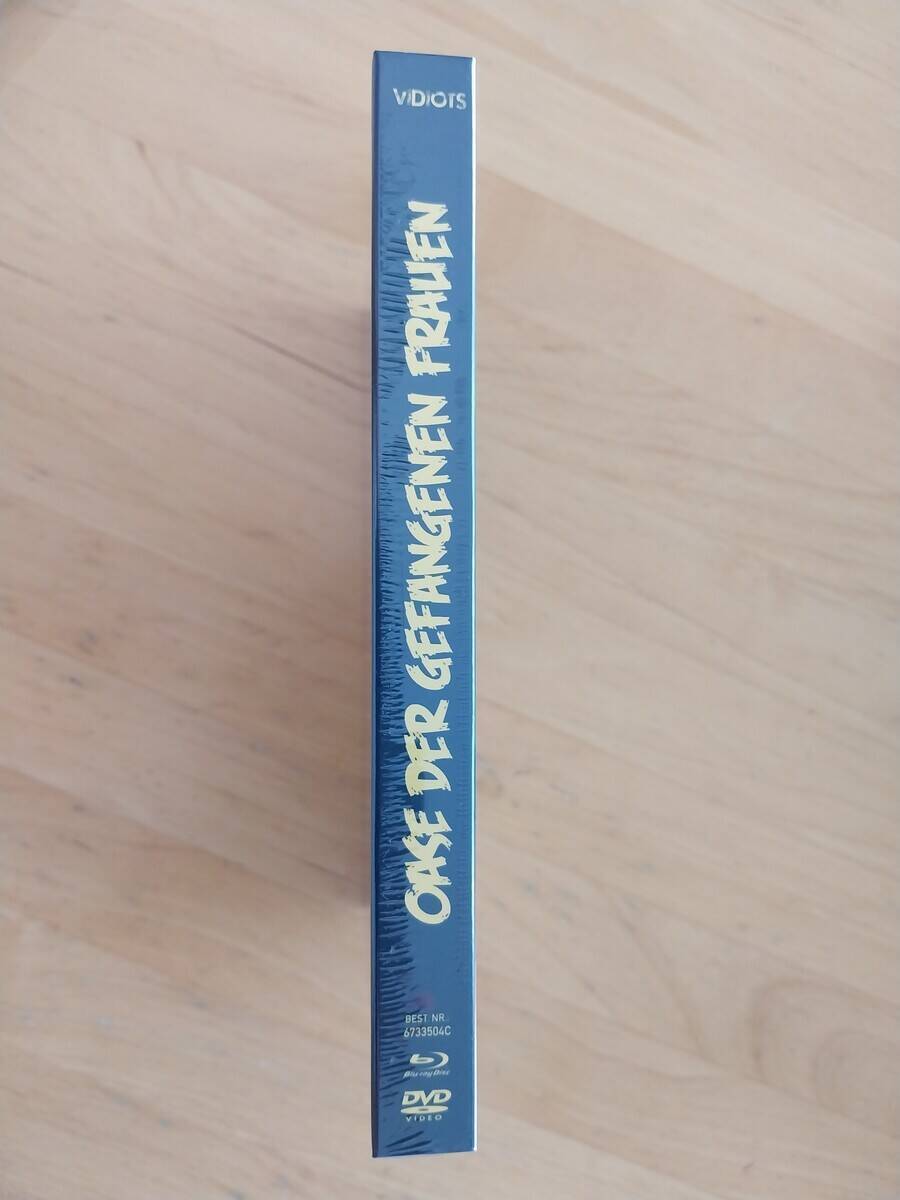 ViDiOTS
OASE DER GEFANGENEN FRAUEN
BEST NR.
6733504C
Blu-ray Disc
DVD
VIDEO